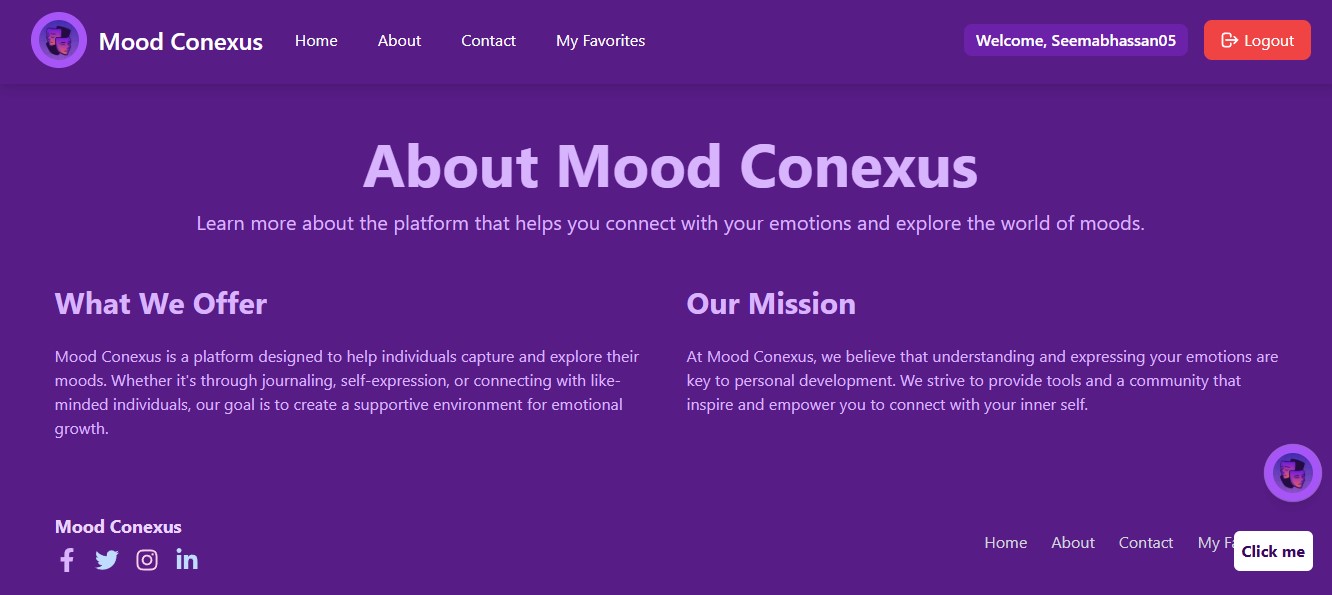 Mood Conexus
Home
About
Contact
My Favorites
Welcome, Seemabhassan05
Logout
About Mood Conexus
Learn more about the platform that helps you connect with your emotions and explore the world of moods.
What We Offer
Mood Conexus is a platform designed to help individuals capture and explore their
moods. Whether it's through journaling, self-expression, or connecting with like-
minded individuals, our goal is to create a supportive environment for emotional
growth.
Our Mission
At Mood Conexus, we believe that understanding and expressing your emotions are
key to personal development. We strive to provide tools and a community that
inspire and empower you to connect with your inner self.
Mood Conexus
Home
About
Contact
My
Click me